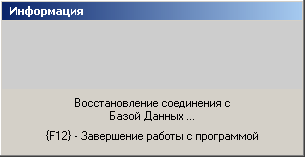 Информация
Восстановление соединения с
Базой Данных ...
{F12} - Завершение работы с программой